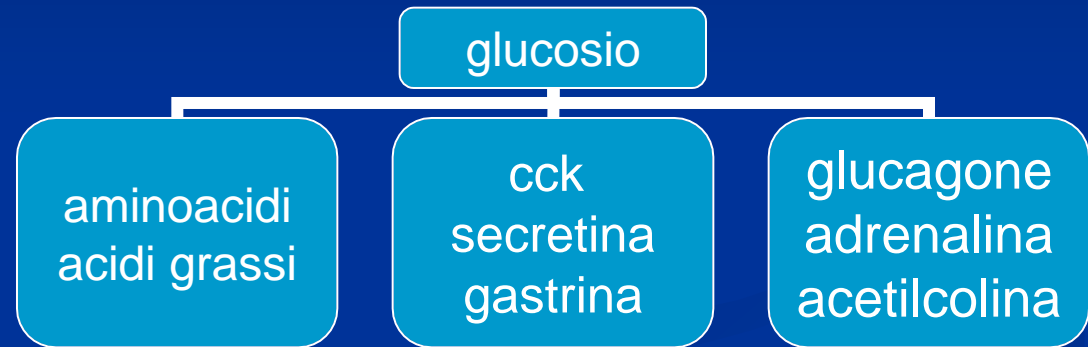 glucosio
aminoacidi
acidi grassi
cck
secretina
gastrina
glucagone
adrenalina
acetilcolina